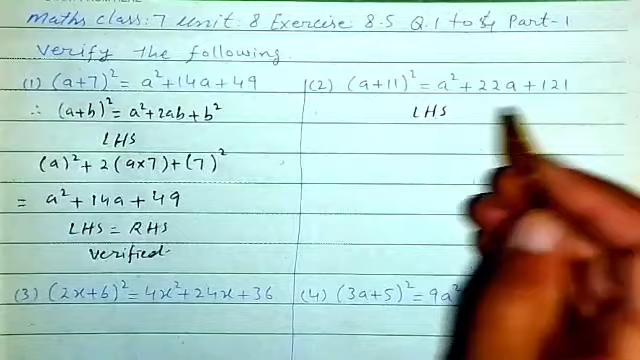 Maths class:7 unit:8 Exercise 8.5 Q.1 to 4 Part-1
Verify the following.
(1) (a+7)² = a²+14a+49
∴ (a+b)² = a²+2ab+b²
LHS
(a)²+2(a×7)+(7)²
= a²+14a+49
LHS = RHS
Verified.
(2) (a+11)² = a²+22a+121
LHS
(3) (2x+6)² = 4x²+24x+36
(4) (3a+5)² = 9a²